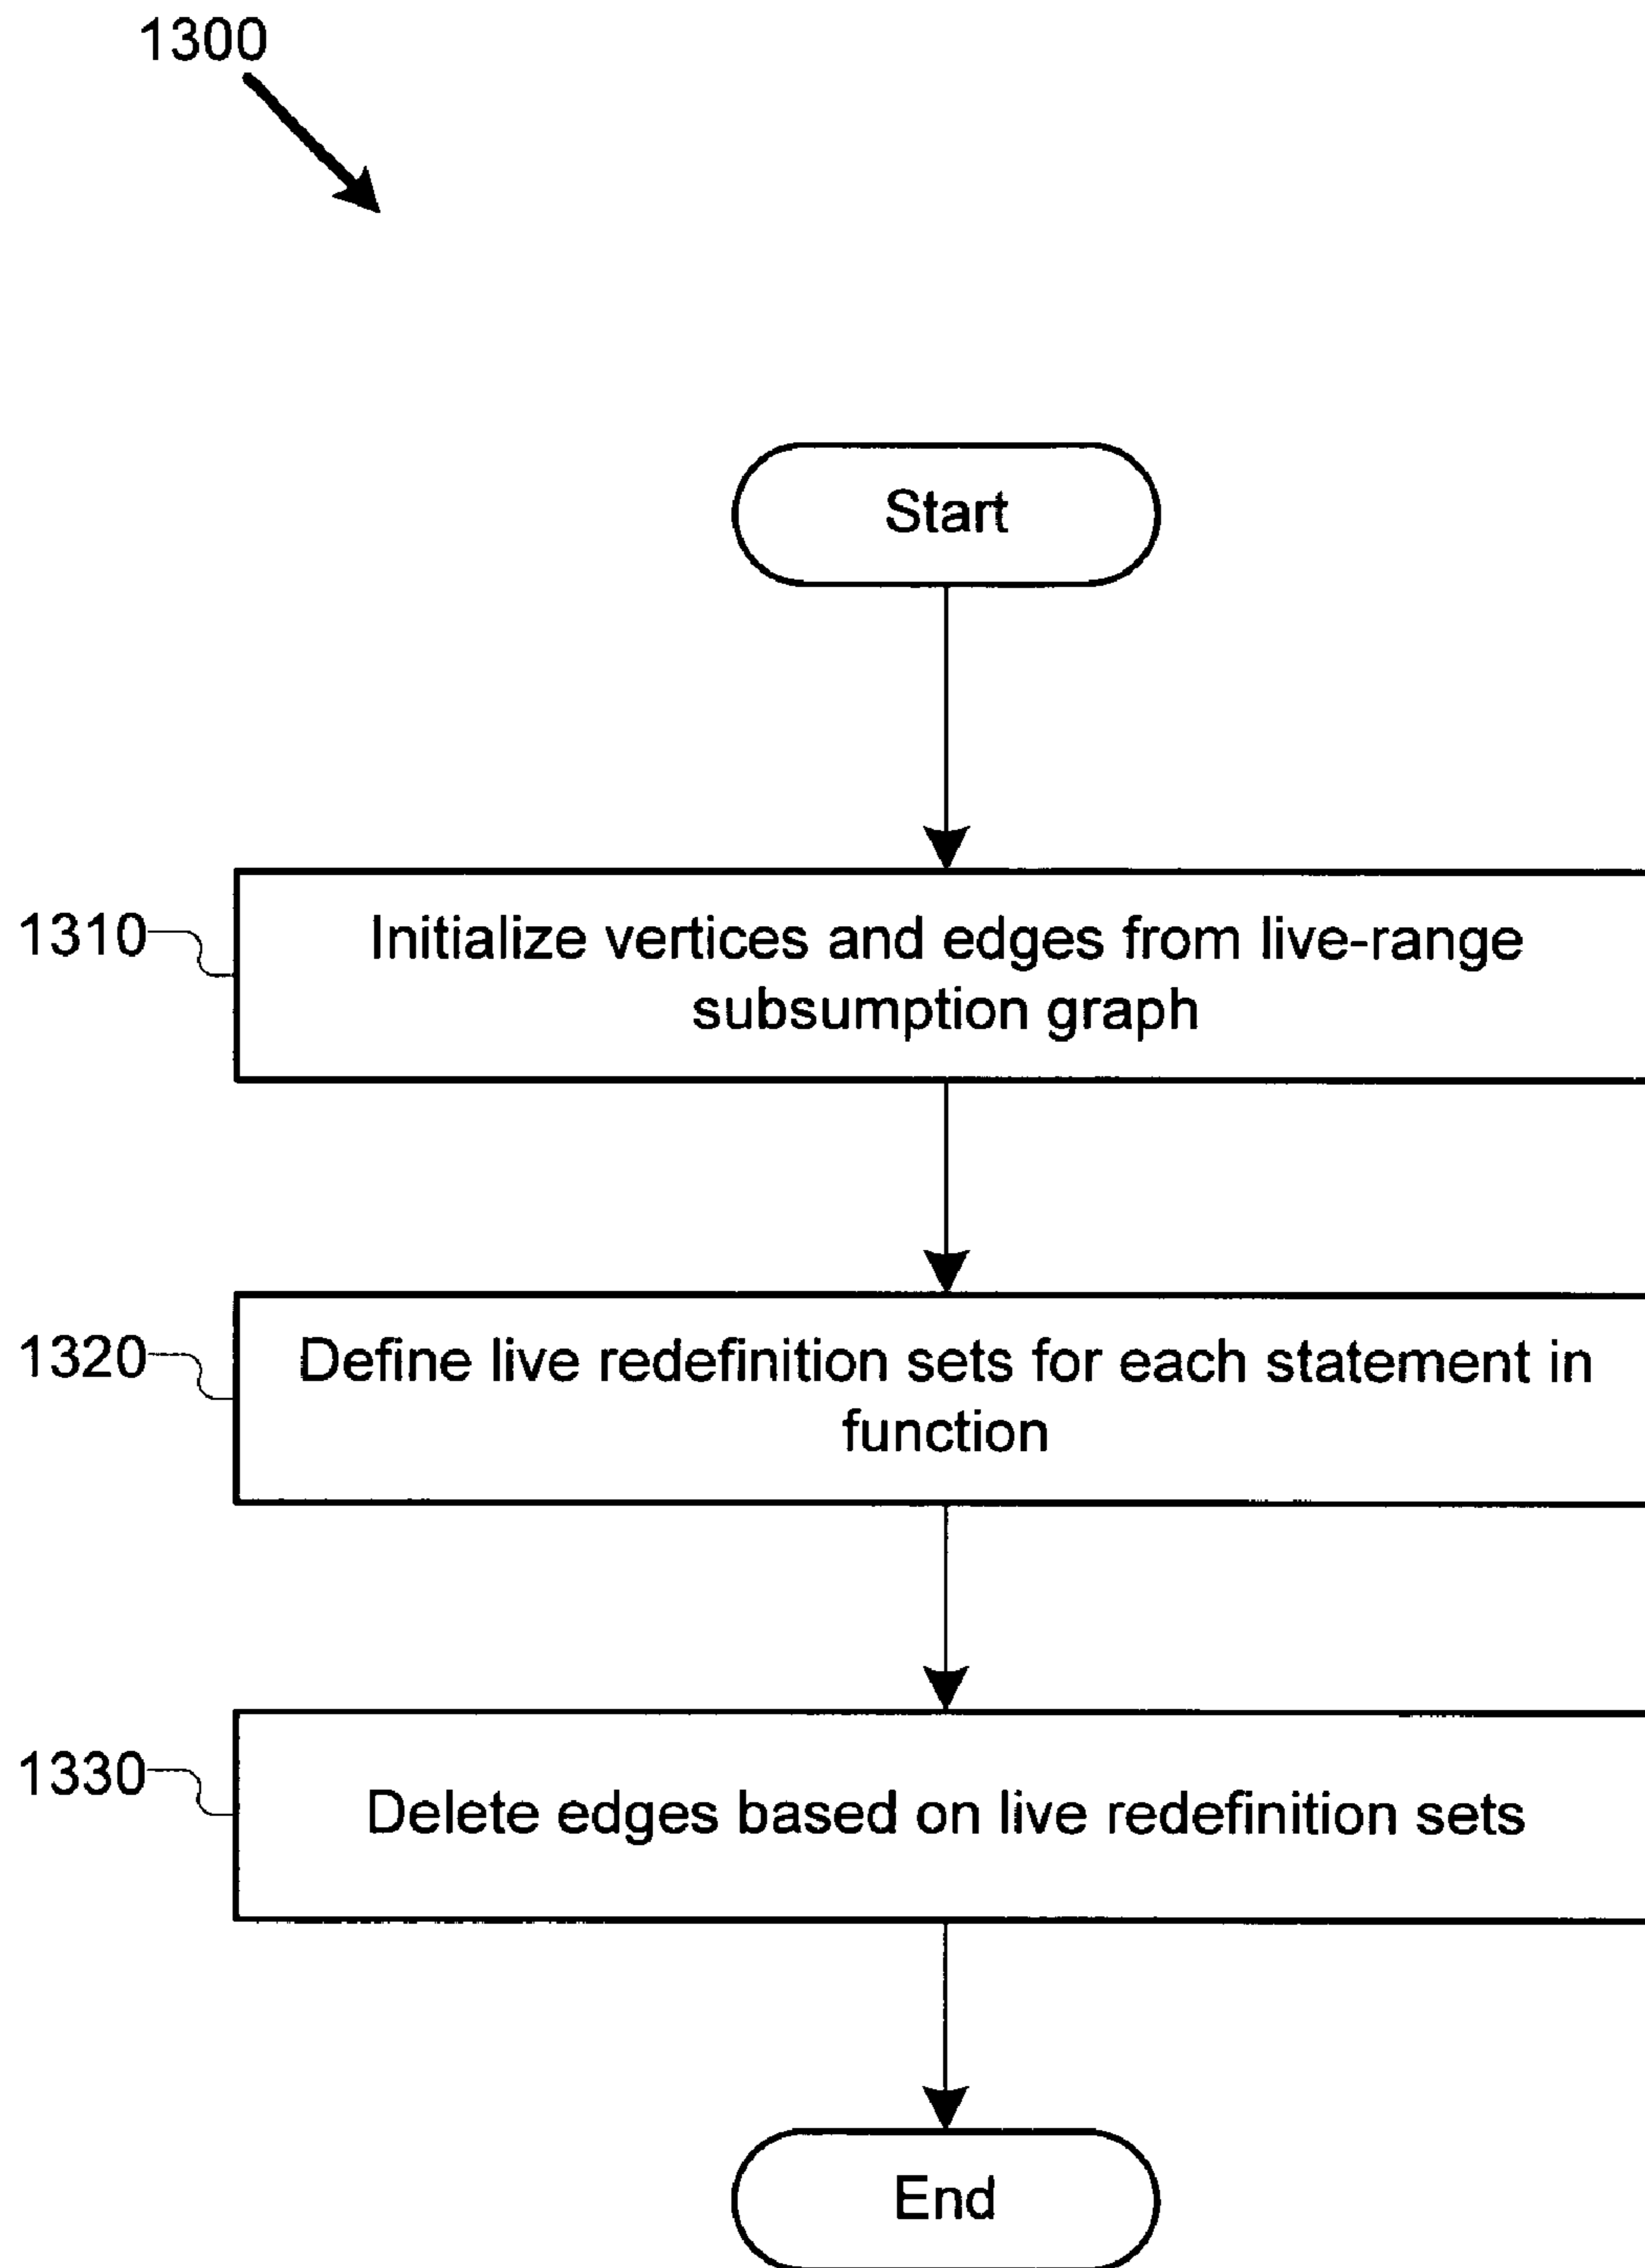 1300
Start
1310
Initialize vertices and edges from live-range
subsumption graph
1320
Define live redefinition sets for each statement in
function
1330
Delete edges based on live redefinition sets
End